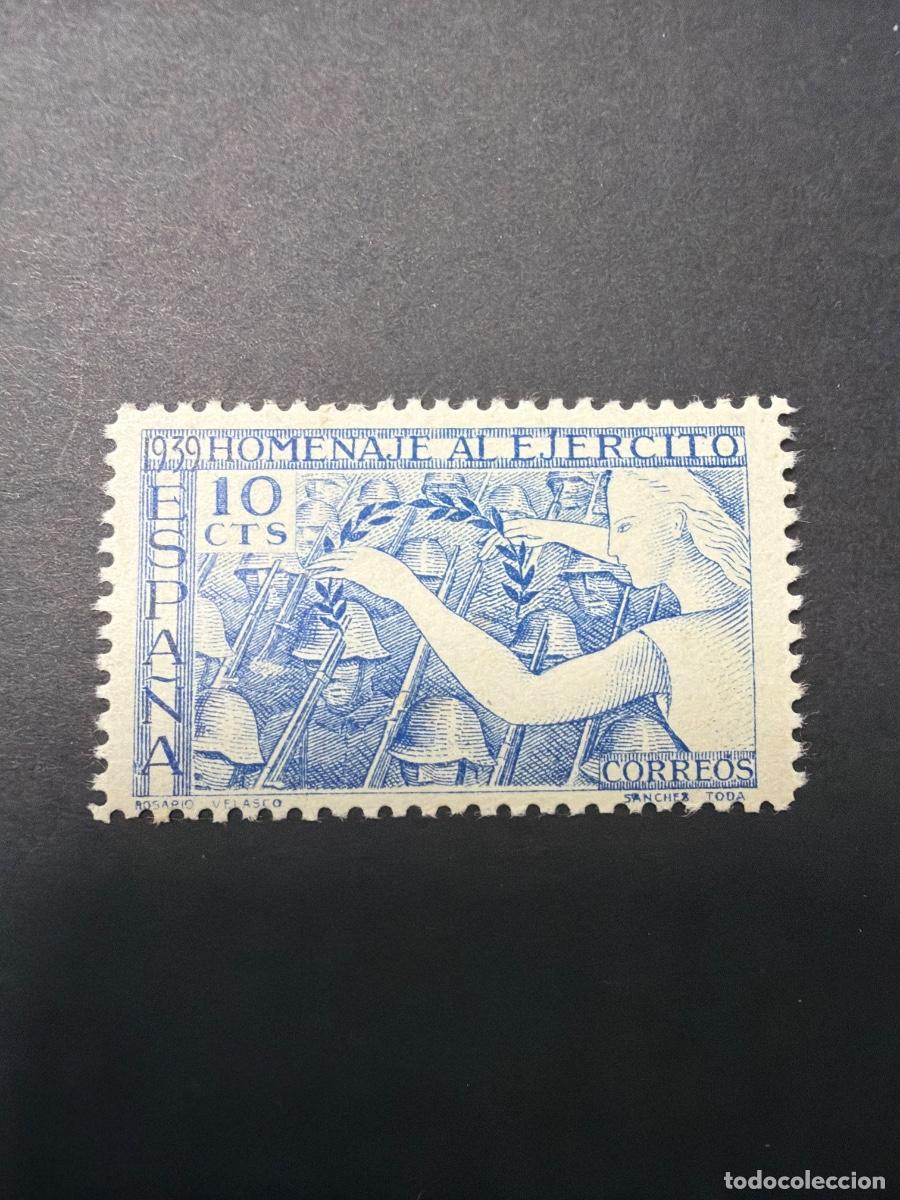 1939 HOMENAJE AL EJERCITO
ESPAÑA
10
CTS
CORREOS
ROSARIO VELASCO
SANCHEZ TODA
todocoleccion